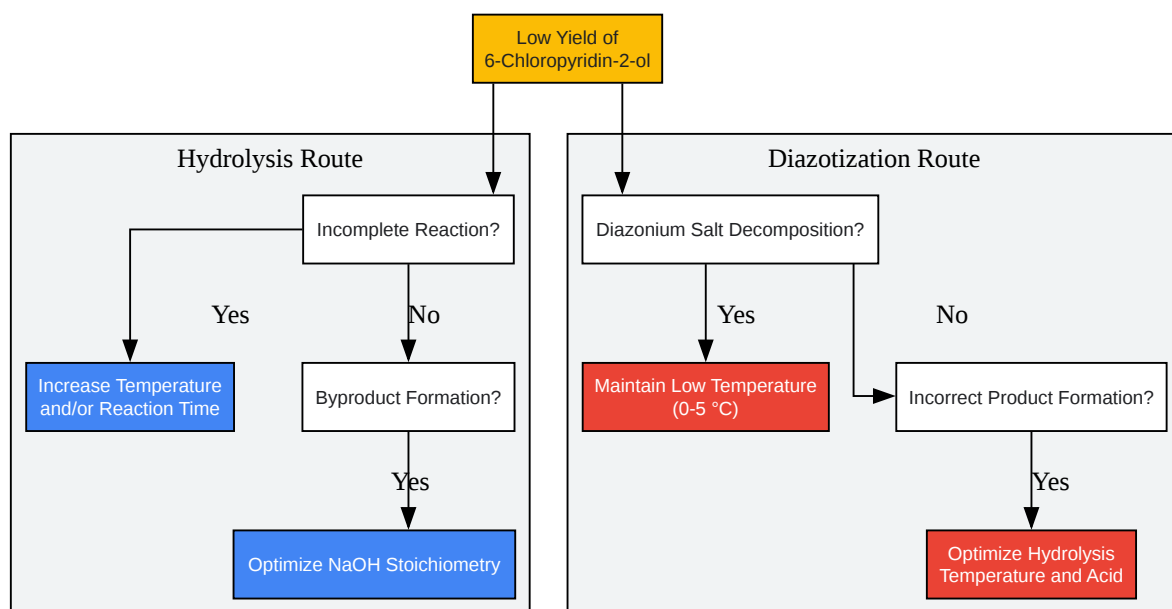 Low Yield of
6-Chloropyridin-2-ol
Hydrolysis Route
Incomplete Reaction?
Yes
No
Increase Temperature
and/or Reaction Time
Byproduct Formation?
Yes
Optimize NaOH Stoichiometry
Diazotization Route
Diazonium Salt Decomposition?
Yes
No
Maintain Low Temperature
(0-5 °C)
Incorrect Product Formation?
Yes
Optimize Hydrolysis
Temperature and Acid